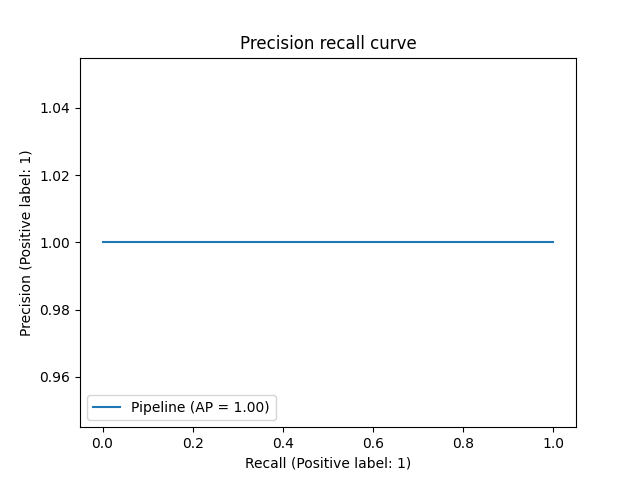 Precision recall curve
Precision (Positive label: 1)
1.04
1.02
1.00
0.98
0.96
Pipeline (AP = 1.00)
0.0 0.2 0.4 0.6 0.8 1.0
Recall (Positive label: 1)